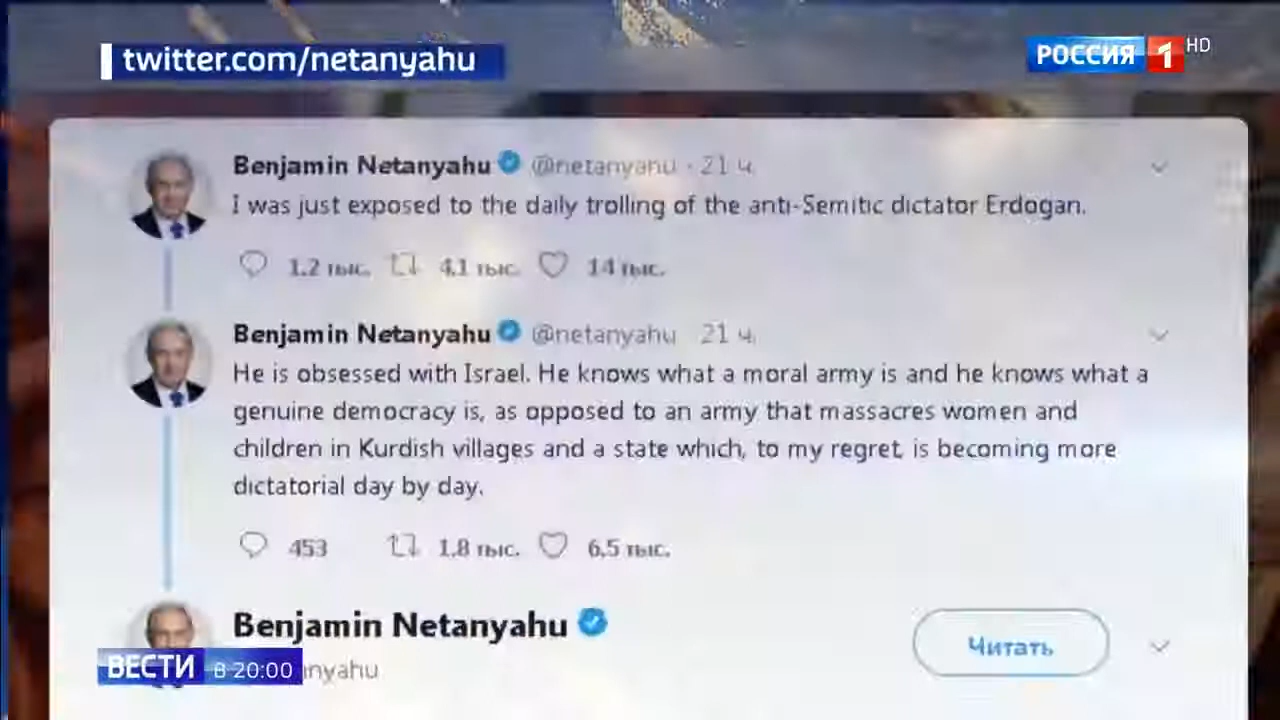 twitter.com/netanyahu
РОССИЯ 1 HD
Benjamin Netanyahu @netanyahu · 21 ч.
I was just exposed to the daily trolling of the anti-Semitic dictator Erdogan.
1,2 тыс. 4,1 тыс. 14 тыс.
Benjamin Netanyahu @netanyahu 21 ч.
He is obsessed with Israel. He knows what a moral army is and he knows what a
genuine democracy is, as opposed to an army that massacres women and
children in Kurdish villages and a state which, to my regret, is becoming more
dictatorial day by day.
453 1,8 тыс. 6,5 тыс.
Benjamin Netanyahu
Читать
nyahu
ВЕСТИ В 20:00